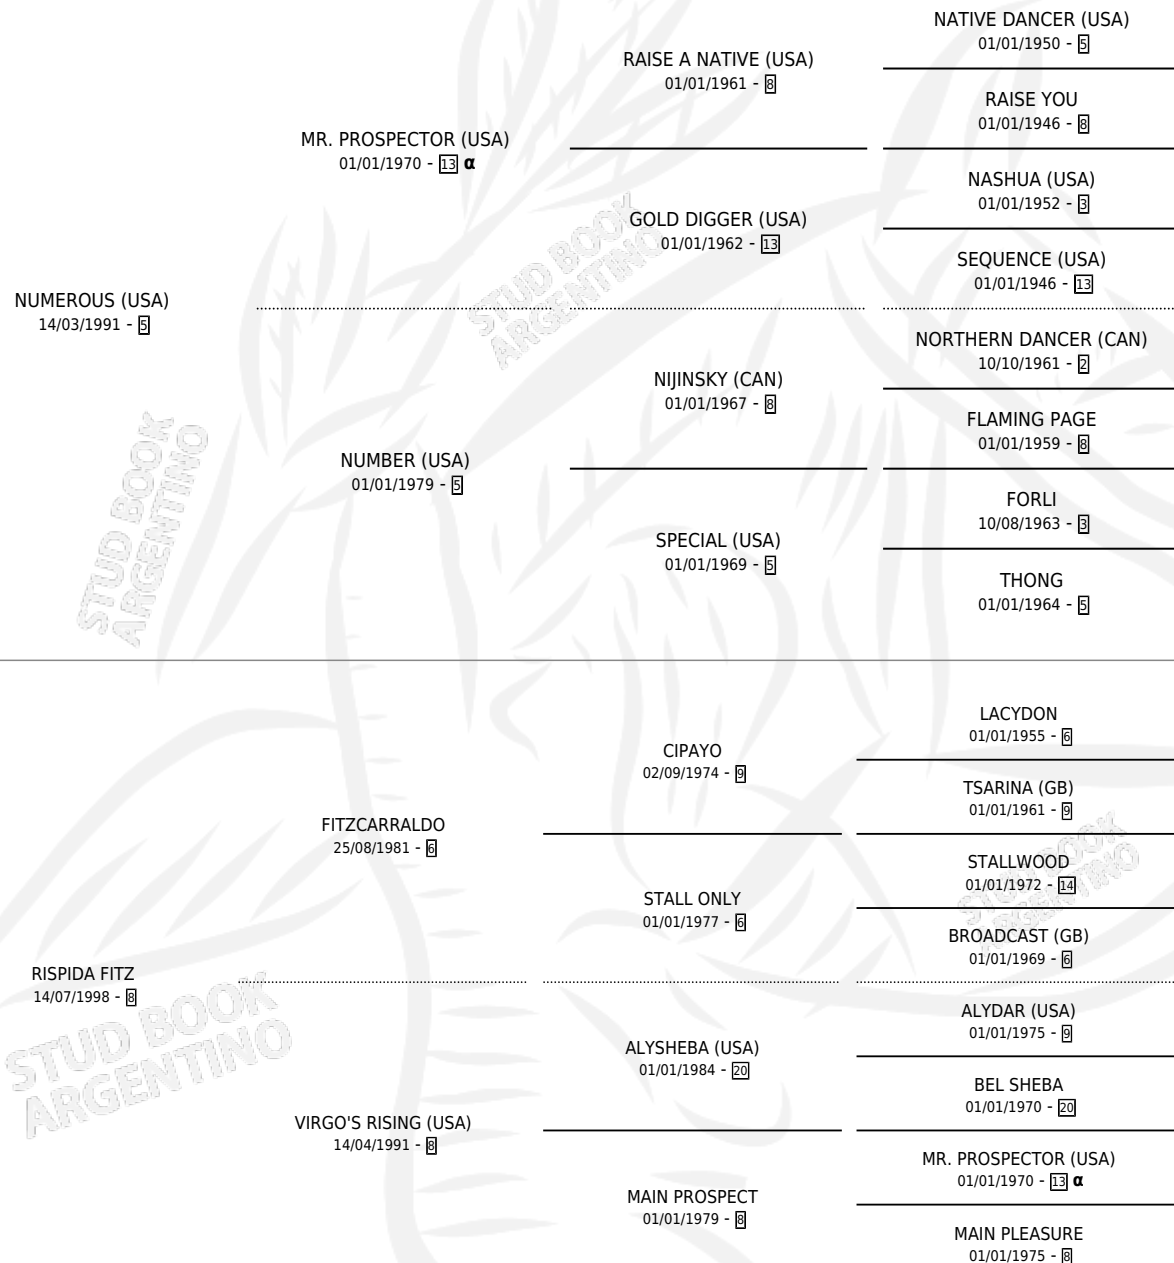 NATIVE DANCER (USA)
01/01/1950 - 5
RAISE A NATIVE (USA)
01/01/1961 - 8
RAISE YOU
01/01/1946 - 8
MR. PROSPECTOR (USA)
01/01/1970 - 13 α
NASHUA (USA)
01/01/1952 - 3
GOLD DIGGER (USA)
01/01/1962 - 13
SEQUENCE (USA)
01/01/1946 - 13
NUMEROUS (USA)
14/03/1991 - 5
NORTHERN DANCER (CAN)
10/10/1961 - 2
NIJINSKY (CAN)
01/01/1967 - 8
FLAMING PAGE
01/01/1959 - 8
NUMBER (USA)
01/01/1979 - 5
FORLI
10/08/1963 - 3
SPECIAL (USA)
01/01/1969 - 5
THONG
01/01/1964 - 5
LACYDON
01/01/1955 - 6
CIPAYO
02/09/1974 - 9
TSARINA (GB)
01/01/1961 - 9
FITZCARRALDO
25/08/1981 - 6
STALLWOOD
01/01/1972 - 14
STALL ONLY
01/01/1977 - 6
BROADCAST (GB)
01/01/1969 - 6
RISPIDA FITZ
14/07/1998 - 8
ALYDAR (USA)
01/01/1975 - 9
ALYSHEBA (USA)
01/01/1984 - 20
BEL SHEBA
01/01/1970 - 20
VIRGO'S RISING (USA)
14/04/1991 - 8
MR. PROSPECTOR (USA)
01/01/1970 - 13 α
MAIN PROSPECT
01/01/1979 - 8
MAIN PLEASURE
01/01/1975 - 8
STUD BOOK
ARGENTINO
STUD BOOK
ARGENTINO
STUD BOOK
ARGENTINO
STUD BOOK
ARGENTINO